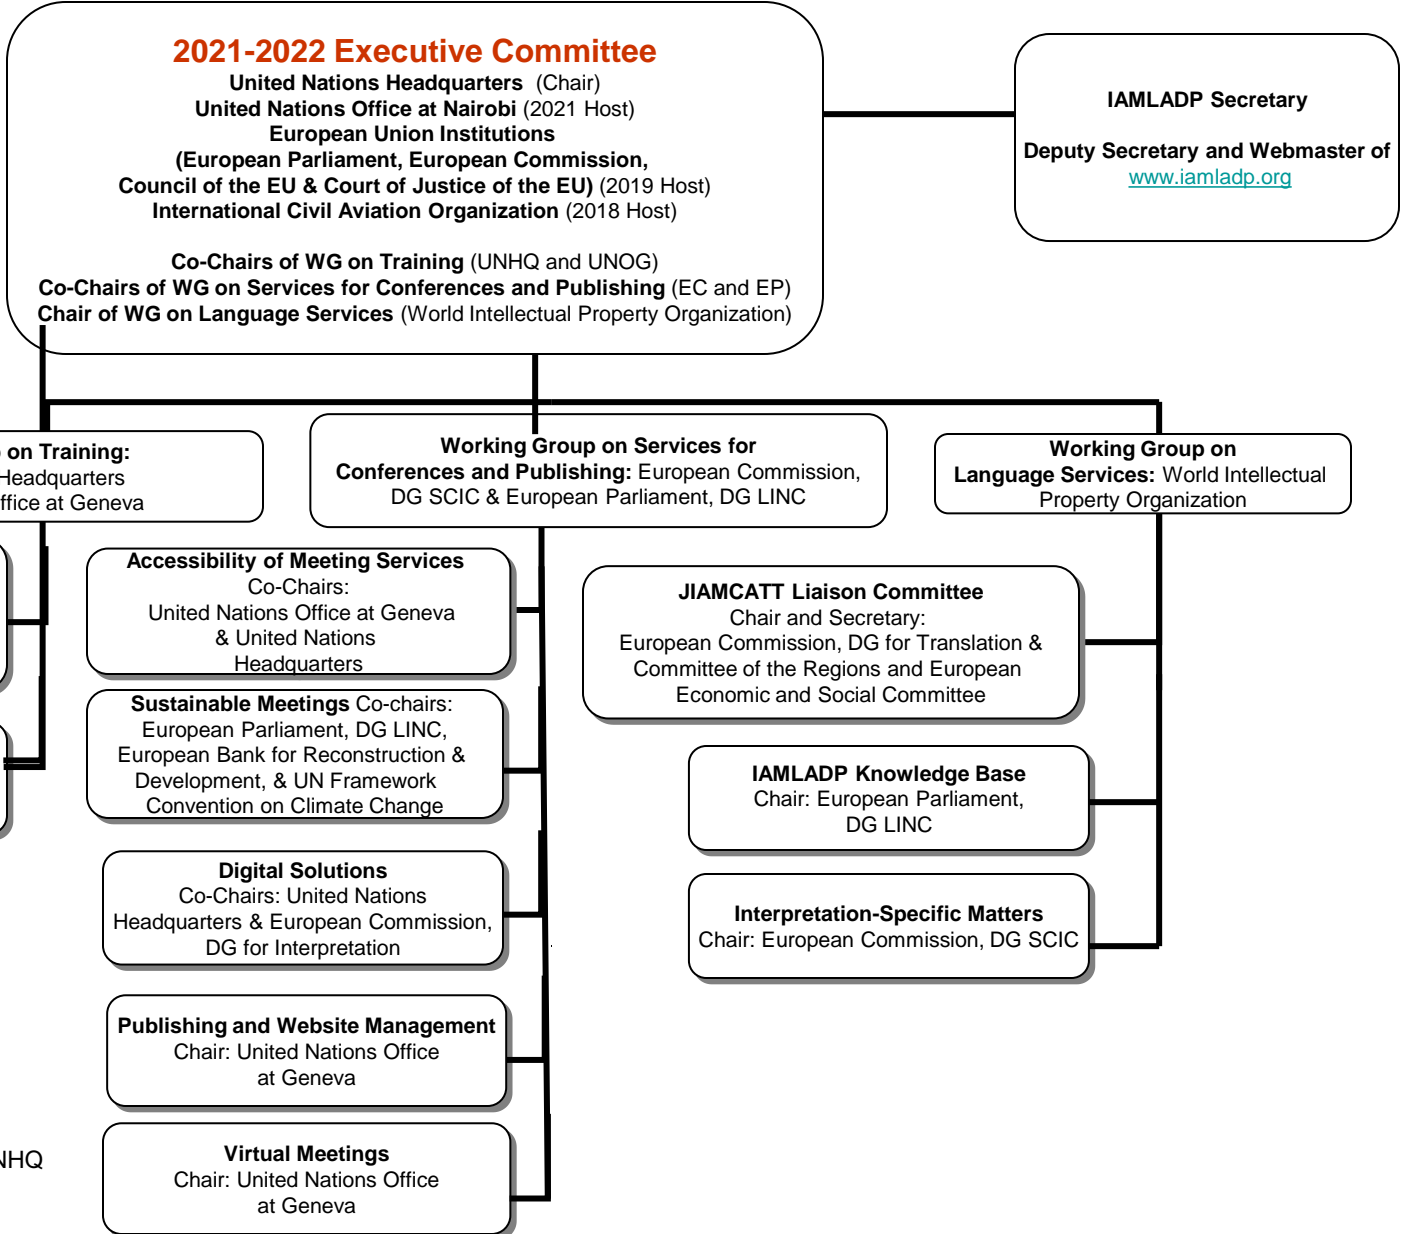 2021-2022 Executive Committee
United Nations Headquarters (Chair)
United Nations Office at Nairobi (2021 Host)
European Union Institutions
(European Parliament, European Commission,
Council of the EU & Court of Justice of the EU) (2019 Host)
International Civil Aviation Organization (2018 Host)
Co-Chairs of WG on Training (UNHQ and UNOG)
Co-Chairs of WG on Services for Conferences and Publishing (EC and EP)
Chair of WG on Language Services (World Intellectual Property Organization)
IAMLADP Secretary
Deputy Secretary and Webmaster of
www.iamladp.org
on Training:
Headquarters
ffice at Geneva
Working Group on Services for
Conferences and Publishing: European Commission,
DG SCIC & European Parliament, DG LINC
Working Group on
Language Services: World Intellectual
Property Organization
Accessibility of Meeting Services
Co-Chairs:
United Nations Office at Geneva
& United Nations
Headquarters
Sustainable Meetings Co-chairs:
European Parliament, DG LINC,
European Bank for Reconstruction &
Development, & UN Framework
Convention on Climate Change
Digital Solutions
Co-Chairs: United Nations
Headquarters & European Commission,
DG for Interpretation
Publishing and Website Management
Chair: United Nations Office
at Geneva
Virtual Meetings
Chair: United Nations Office
at Geneva
JIAMCATT Liaison Committee
Chair and Secretary:
European Commission, DG for Translation &
Committee of the Regions and European
Economic and Social Committee
IAMLADP Knowledge Base
Chair: European Parliament,
DG LINC
Interpretation-Specific Matters
Chair: European Commission, DG SCIC
NHQ